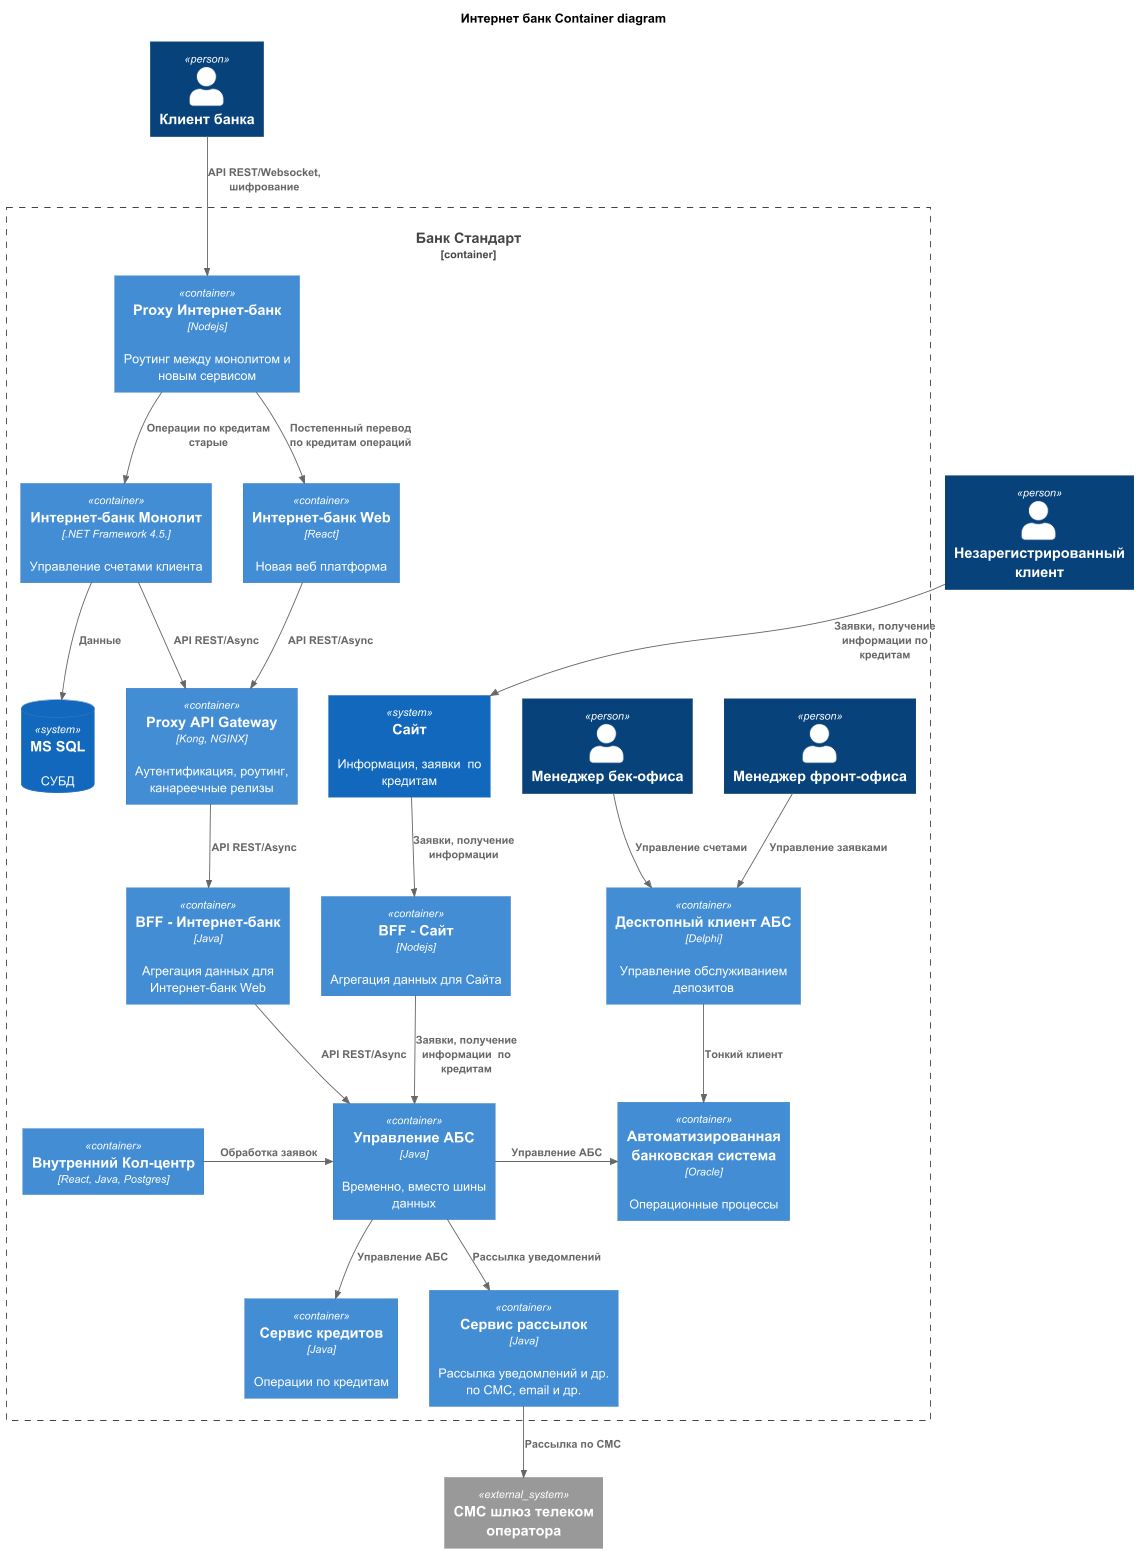 Интернет банк Container diagram
«person»
Клиент банка
API REST/Websocket,
шифрование
Банк Стандарт
[container]
«container»
Proxy Интернет-банк
[Nodejs]
Роутинг между монолитом и
новым сервисом
Операции по кредитам
старые
Постепенный перевод
по кредитам операций
«container»
Интернет-банк Монолит
[.NET Framework 4.5.]
Управление счетами клиента
«container»
Интернет-банк Web
[React]
Новая веб платформа
«person»
Незарегистрированный
клиент
Данные
API REST/Async
API REST/Async
Заявки, получение
информации по
кредитам
«system»
MS SQL
СУБД
«container»
Proxy API Gateway
[Kong, NGINX]
Аутентификация, роутинг,
канареечные релизы
«system»
Сайт
Информация, заявки  по
кредитам
«person»
Менеджер бек-офиса
«person»
Менеджер фронт-офиса
API REST/Async
Заявки, получение
информации
Управление счетами
Управление заявками
«container»
BFF - Интернет-банк
[Java]
Агрегация данных для
Интернет-банк Web
«container»
BFF - Сайт
[Nodejs]
Агрегация данных для Сайта
«container»
Десктопный клиент АБС
[Delphi]
Управление обслуживанием
депозитов
API REST/Async
Заявки, получение
информации  по
кредитам
Тонкий клиент
«container»
Внутренний Кол-центр
[React, Java, Postgres]
Обработка заявок
«container»
Управление АБС
[Java]
Временно, вместо шины
данных
Управление АБС
«container»
Автоматизированная
банковская система
[Oracle]
Операционные процессы
Управление АБС
Рассылка уведомлений
«container»
Сервис кредитов
[Java]
Операции по кредитам
«container»
Сервис рассылок
[Java]
Рассылка уведомлений и др.
по СМС, email и др.
Рассылка по СМС
«external_system»
СМС шлюз телеком
оператора